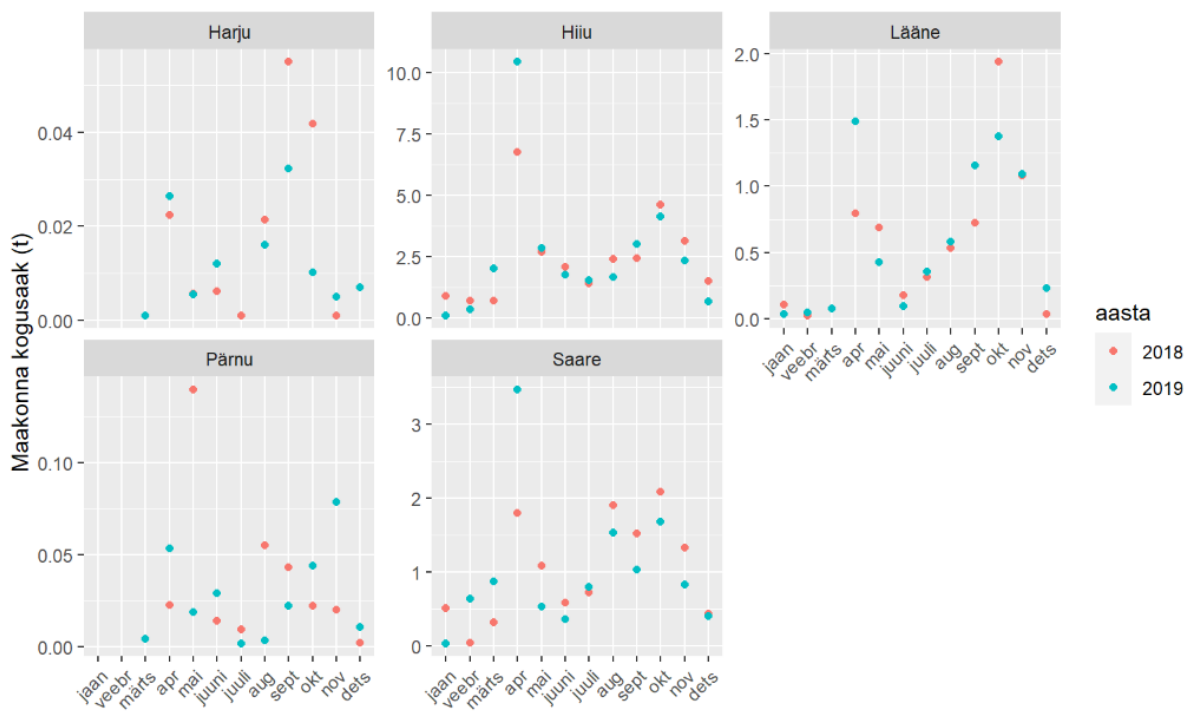 Maakonna kogusaak (t)
Harju
0.04
0.02
0.00
Hiiu
10.0
7.5
5.0
2.5
0.0
Lääne
2.0
1.5
1.0
0.5
0.0
jaan veebr märts apr mai juuni juuli aug sept okt nov dets
Pärnu
0.10
0.05
0.00
jaan veebr märts apr mai juuni juuli aug sept okt nov dets
Saare
3
2
1
0
jaan veebr märts apr mai juuni juuli aug sept okt nov dets
aasta
2018
2019